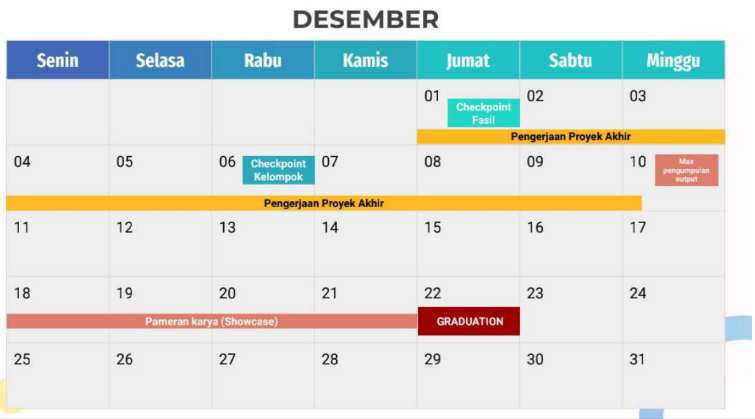 DESEMBER
Senin Selasa Rabu Kamis Jumat Sabtu Minggu
01 Checkpoint Fasil 02 03
Pengerjaan Proyek Akhir
04 05 06 Checkpoint Kelompok 07 08 09 10 Max pengumpulan output
Pengerjaan Proyek Akhir
11 12 13 14 15 16 17
18 19 20 21 22 23 24
Pameran karya (Showcase) GRADUATION
25 26 27 28 29 30 31